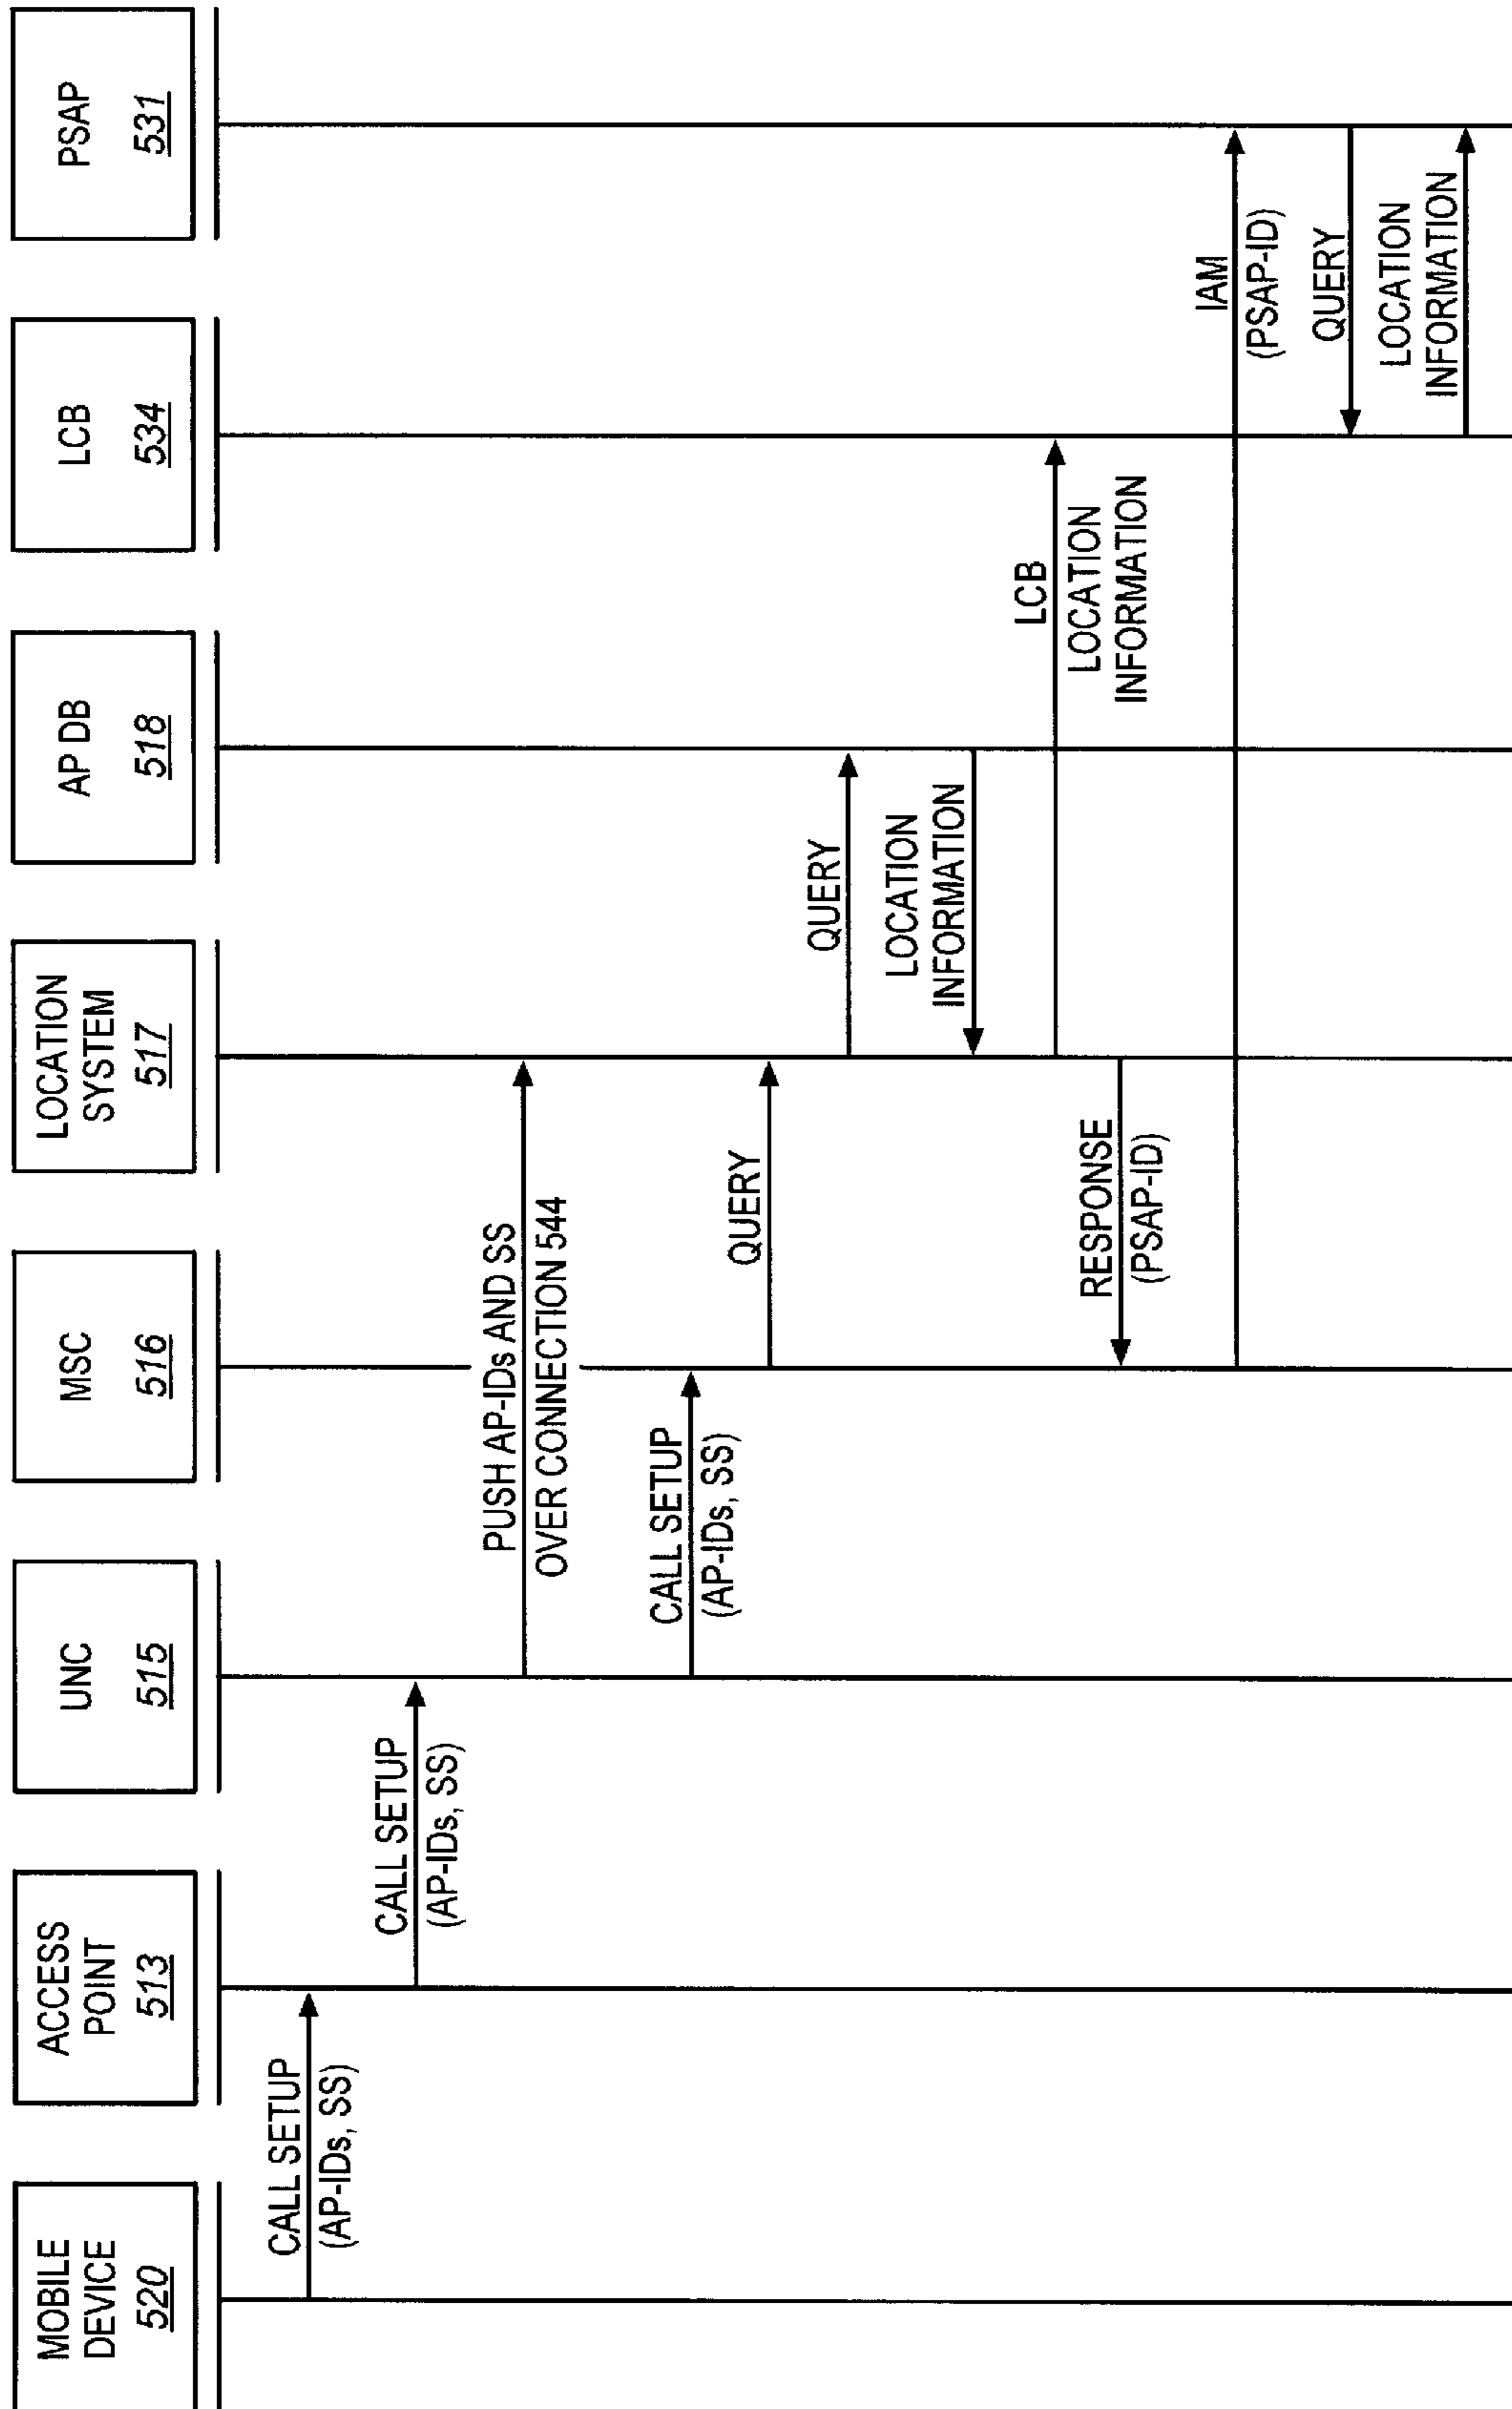 MOBILE
DEVICE
520
ACCESS
POINT
513
UNC
515
MSC
516
LOCATION
SYSTEM
517
AP DB
518
LCB
534
PSAP
531
CALL SETUP
(AP-IDs, SS)
CALL SETUP
(AP-IDs, SS)
PUSH AP-IDs AND SS
OVER CONNECTION 544
CALL SETUP
(AP-IDs, SS)
QUERY
QUERY
LOCATION
INFORMATION
LCB
LOCATION
INFORMATION
RESPONSE
(PSAP-ID)
IAM
(PSAP-ID)
QUERY
LOCATION
INFORMATION